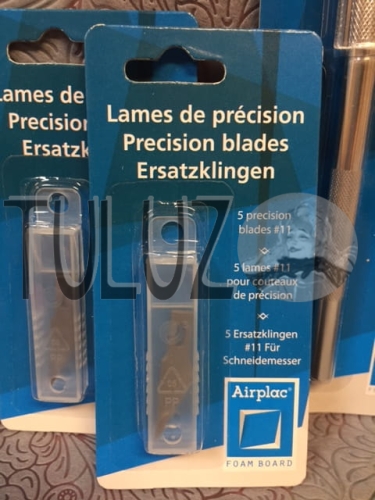 Lames de
Precision
Ersatzk
Lames de précision
Precision blades
Ersatzklingen
5 precision
blades #11
5 lames #11
pour couteaux
de précision
5 Ersatzklingen
#11 Für
Schneidemesser
Airplac®
FOAM BOARD
PP
TULUZ